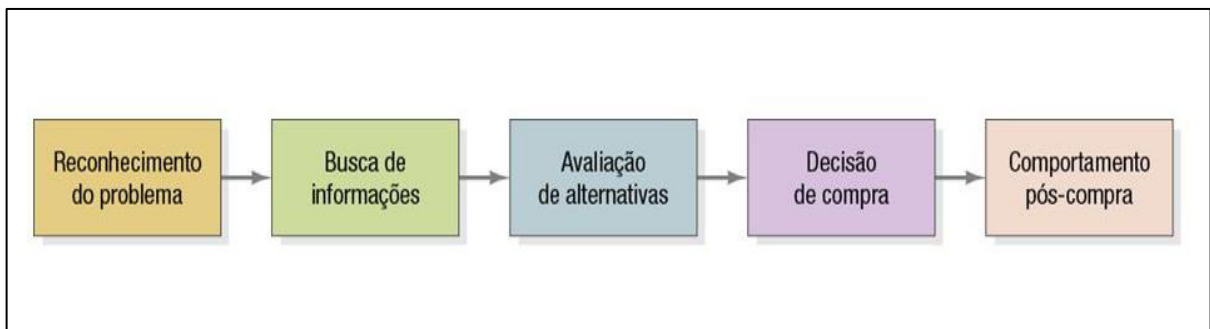 Reconhecimento
do problema
Busca de
informações
Avaliação
de alternativas
Decisão
de compra
Comportamento
pós-compra